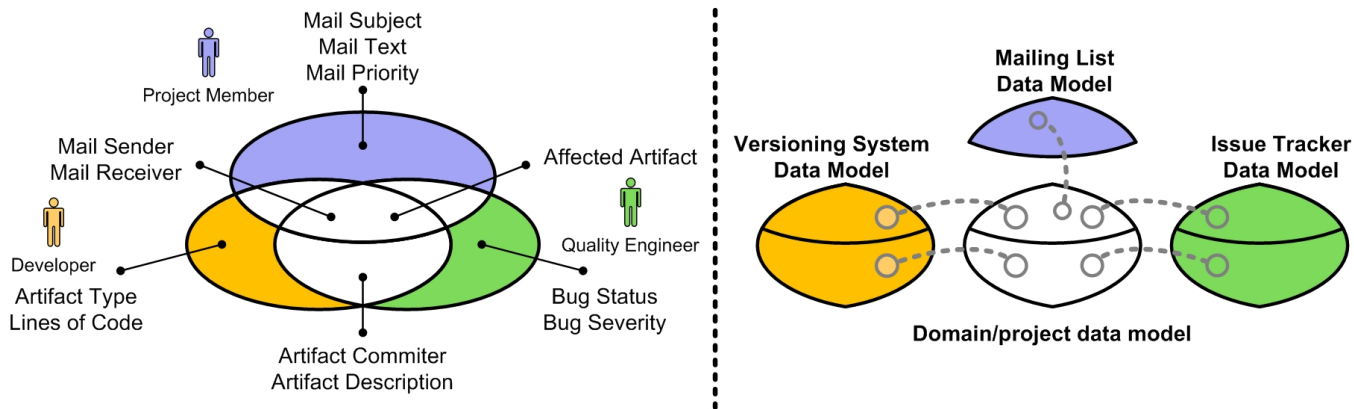 Mail Subject
Mail Text
Mail Priority
Project Member
Mail Sender
Mail Receiver
Affected Artifact
Developer
Quality Engineer
Artifact Type
Lines of Code
Bug Status
Bug Severity
Artifact Commiter
Artifact Description
Mailing List
Data Model
Versioning System
Data Model
Issue Tracker
Data Model
Domain/project data model